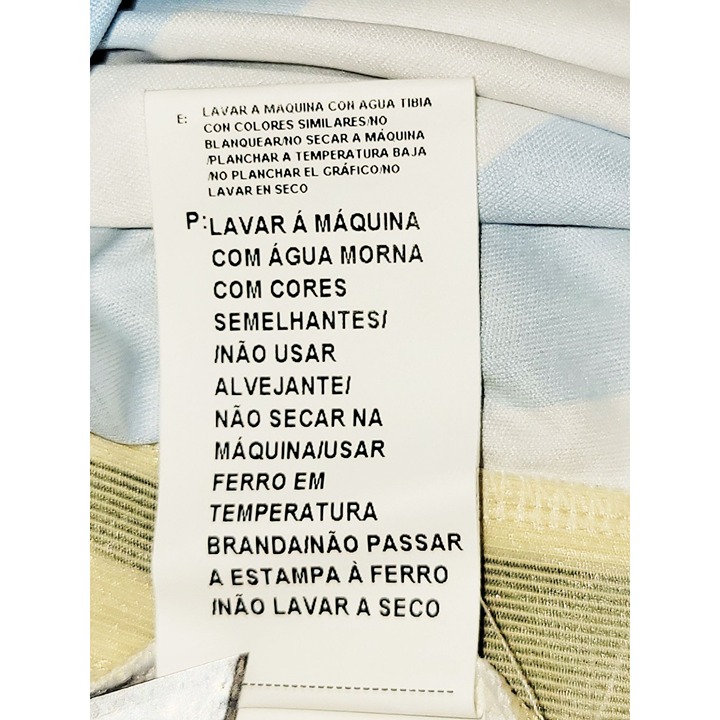 E: LAVAR A MAQUINA CON AGUA TIBIA
CON COLORES SIMILARES/NO
BLANQUEAR/NO SECAR A MÁQUINA
/PLANCHAR A TEMPERATURA BAJA
/NO PLANCHAR EL GRÁFICO/NO
LAVAR EN SECO
P: LAVAR Á MÁQUINA
COM ÁGUA MORNA
COM CORES
SEMELHANTES/
/NÃO USAR
ALVEJANTE/
NÃO SECAR NA
MÁQUINA/USAR
FERRO EM
TEMPERATURA
BRANDA/NÃO PASSAR
A ESTAMPA À FERRO
/NÃO LAVAR A SECO